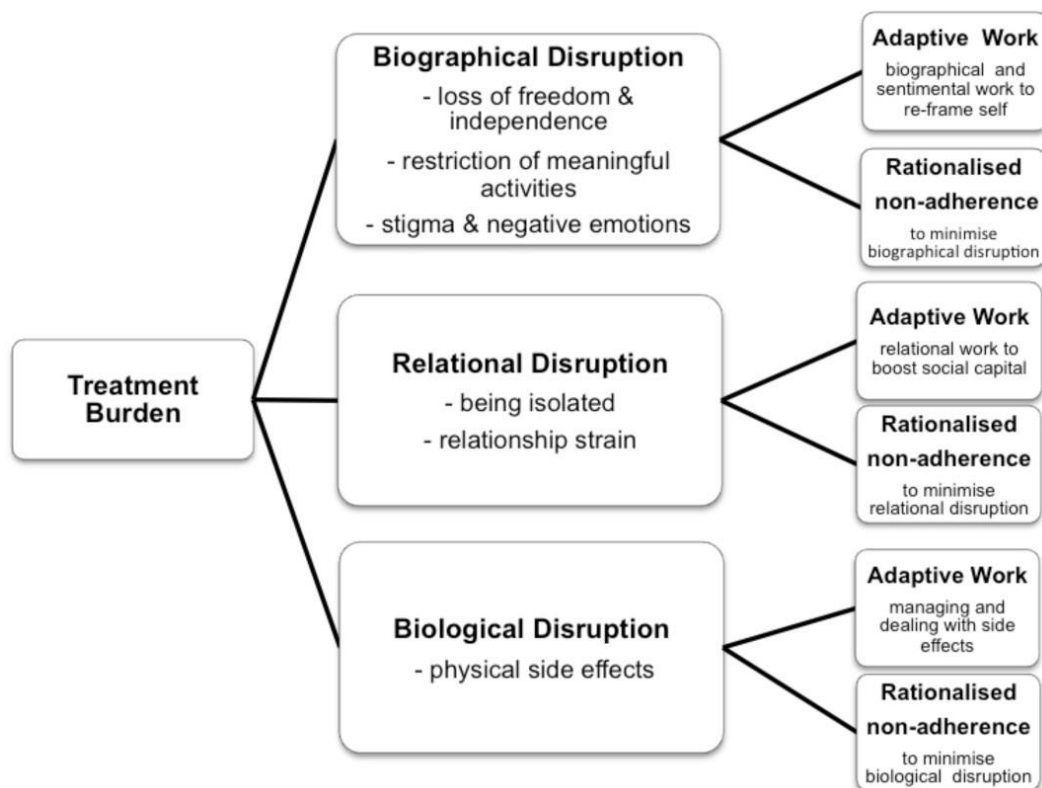 Treatment
Burden
Biographical Disruption
- loss of freedom &
independence
- restriction of meaningful
activities
- stigma & negative emotions
Adaptive Work
biographical and
sentimental work to
re-frame self
Rationalised
non-adherence
to minimise
biographical disruption
Relational Disruption
- being isolated
- relationship strain
Adaptive Work
relational work to
boost social capital
Rationalised
non-adherence
to minimise
relational disruption
Biological Disruption
- physical side effects
Adaptive Work
managing and
dealing with side
effects
Rationalised
non-adherence
to minimise
biological disruption